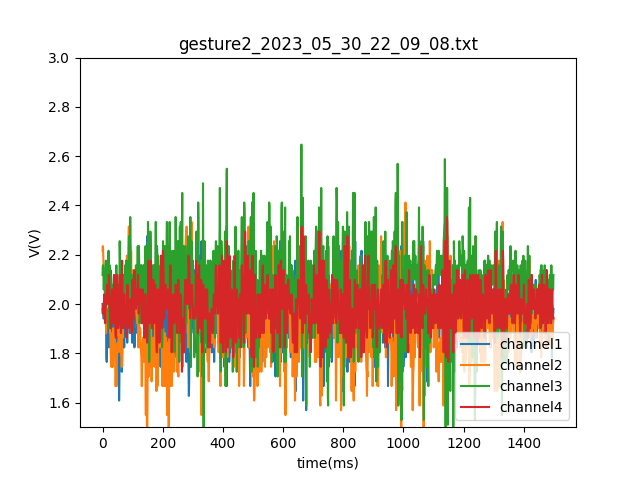 gesture2_2023_05_30_22_09_08.txt
3.0
2.8
2.6
2.4
2.2
2.0
1.8
1.6
V(V)
channel1
channel2
channel3
channel4
0 200 400 600 800 1000 1200 1400
time(ms)